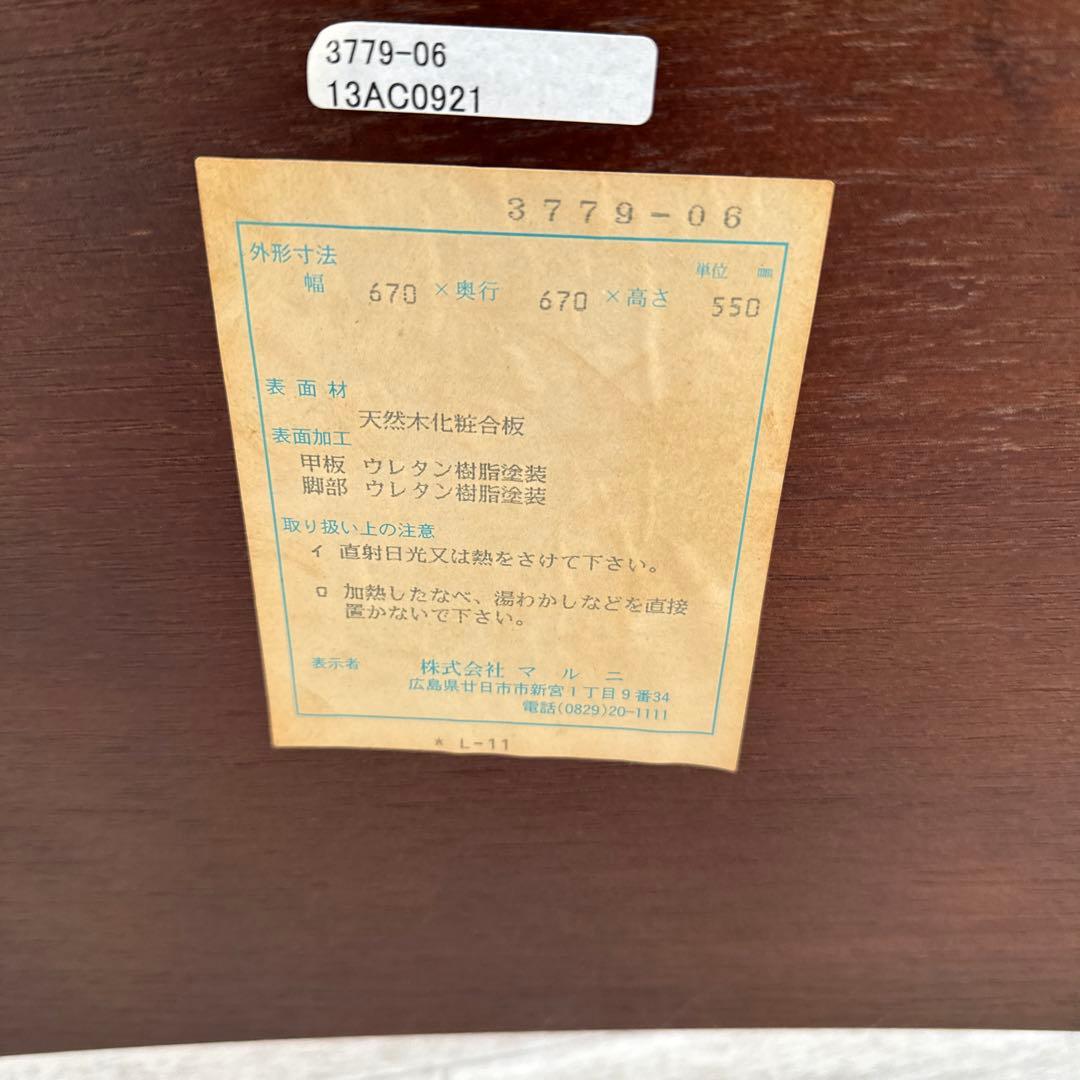 3779-06
13AC0921
3779-06
外形寸法
単位 mm
幅 670 × 奥行 670 × 高さ 550
表面材
天然木化粧合板
表面加工
甲板 ウレタン樹脂塗装
脚部 ウレタン樹脂塗装
取り扱い上の注意
イ 直射日光又は熱をさけて下さい。
ロ 加熱したなべ、湯わかしなどを直接
置かないで下さい。
表示者 株式会社 マルニ
広島県廿日市市新宮1丁目9番34
電話(0829)20-1111
* L-11